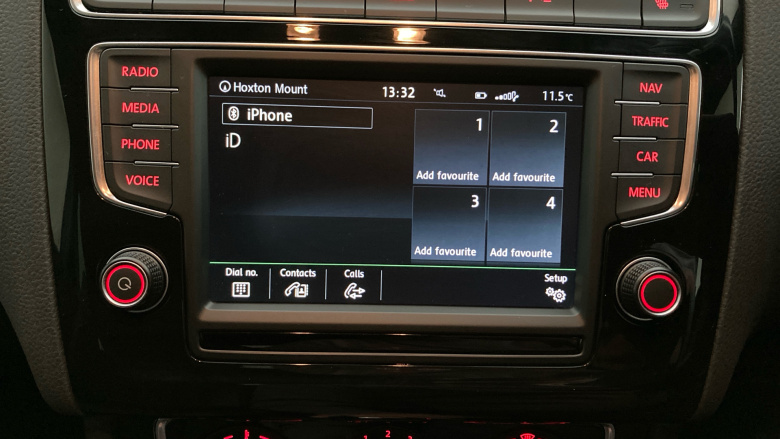 RADIO
MEDIA
PHONE
VOICE
Hoxton Mount
13:32
11.5°C
iPhone
iD
1
2
Add favourite
Add favourite
3
4
Add favourite
Add favourite
Dial no.
Contacts
Calls
Setup
NAV
TRAFFIC
CAR
MENU
2